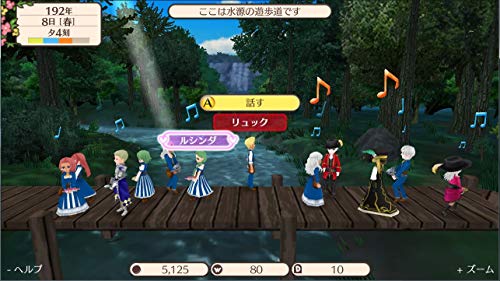 192年
8日［春］
夕4刻
ここは水源の遊歩道です
A 話す
リュック
ルシンダ
- ヘルプ
5,125
80
10
+ ズーム